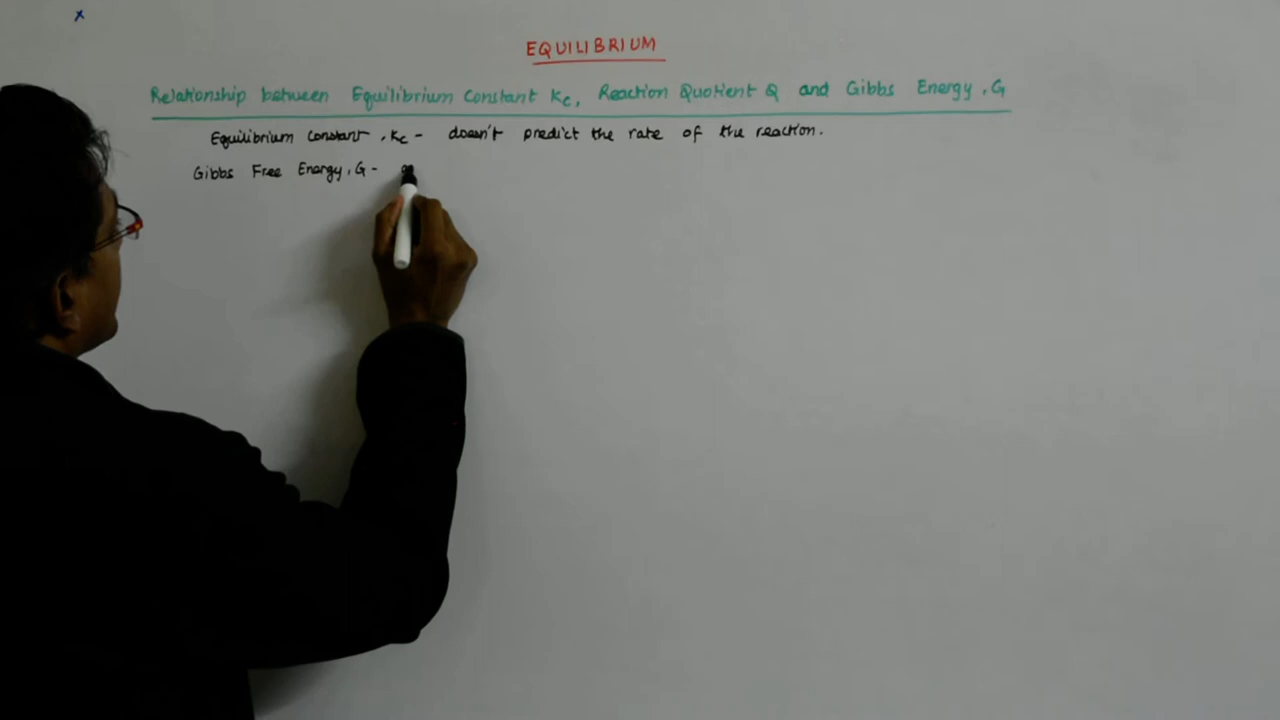 EQUILIBRIUM
Relationship between Equilibrium Constant Kc, Reaction Quotient Q and Gibbs Energy, G
Equilibrium Constant, Kc - doesn't predict the rate of the reaction.
Gibbs Free Energy, G -